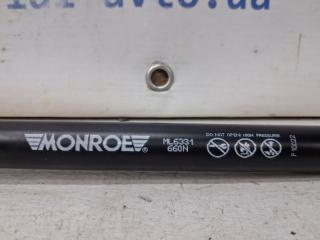 MONROE®
ML6331
660N
DO NOT OPEN! HIGH PRESSURE